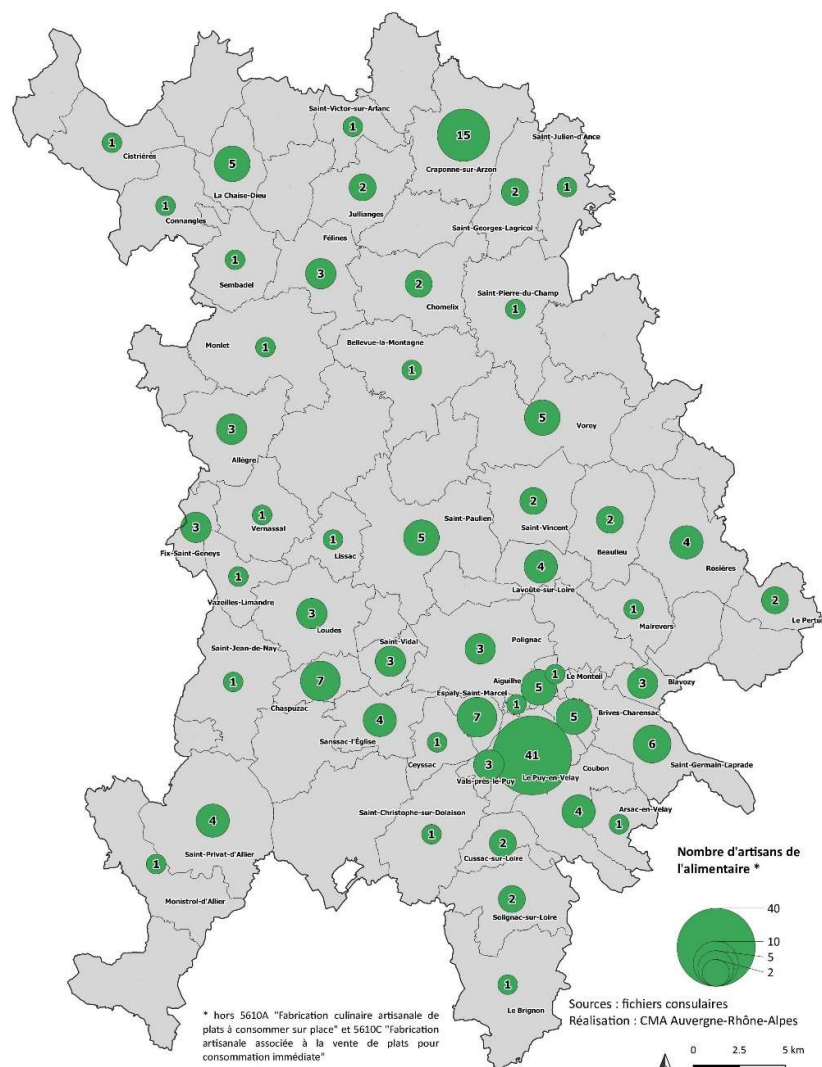 Saint-Victor-sur-Arlanc
1
15
Saint-Julien-d'Ance
1
Cistrières
5
La Chaise-Dieu
Craponne-sur-Arzon
2
Jullianges
2
1
1
Connangles
Saint-Georges-Lagricol
Félines
1
Sembadel
3
2
Chomelix
Saint-Pierre-du-Champ
1
Monlet
1
Bellevue-la-Montagne
1
5
Vorey
3
Allègre
1
Vernassal
3
Fix-Saint-Geneys
1
Lissac
5
Saint-Paulien
2
Saint-Vincent
2
Beaulieu
4
Rosières
4
Lavoûte-sur-Loire
1
Vazeilles-Limandre
3
Loudes
1
Malrevers
2
Le Pertui
Saint-Jean-de-Nay
1
Saint-Vidal
3
3
Polignac
7
Chaspuzac
Aiguilhe
5
1
Le Monteil
3
Blavozy
Espaly-Saint-Marcel
7
1
5
Brives-Charensac
4
Sanssac-l'Église
1
Ceyssac
6
Saint-Germain-Laprade
41
Le Puy-en-Velay
3
Vals-près-le-Puy
Coubon
4
Arsac-en-Velay
1
4
Saint-Privat-d'Allier
Saint-Christophe-sur-Dolaison
1
2
Cussac-sur-Loire
1
Monistrol-d'Allier
2
Solignac-sur-Loire
1
Le Brignon
Nombre d'artisans de
l'alimentaire *
40
10
5
2
* hors 5610A "Fabrication culinaire artisanale de
plats à consommer sur place" et 5610C "Fabrication
artisanale associée à la vente de plats pour
consommation immédiate"
Sources : fichiers consulaires
Réalisation : CMA Auvergne-Rhône-Alpes
0 2.5 5 km